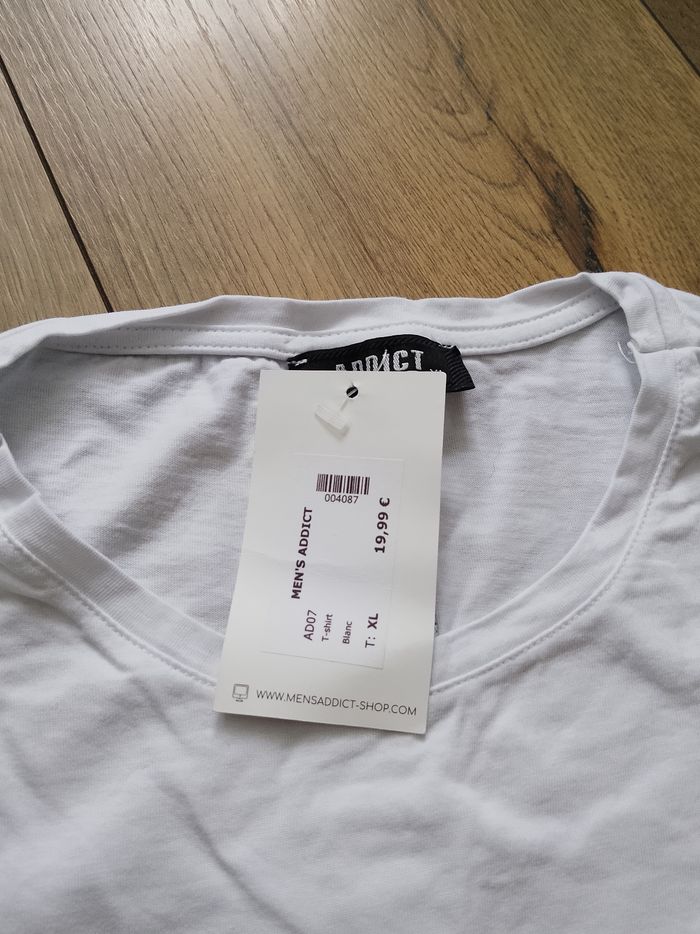 ADDICT
004087
MEN'S ADDICT
19,99 €
AD07
T-shirt
Blanc
T: XL
WWW.MENSADDICT-SHOP.COM